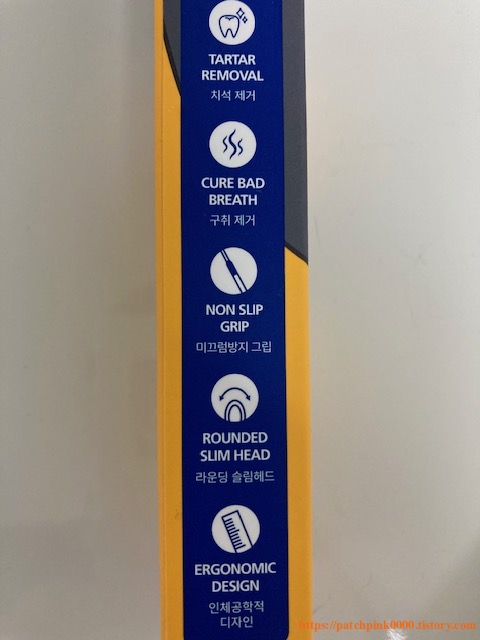 TARTAR
REMOVAL
치석 제거
CURE BAD
BREATH
구취 제거
NON SLIP
GRIP
미끄럼방지 그립
ROUNDED
SLIM HEAD
라운딩 슬림헤드
ERGONOMIC
DESIGN
인체공학적
디자인
https://patchpink0000.tistory.com